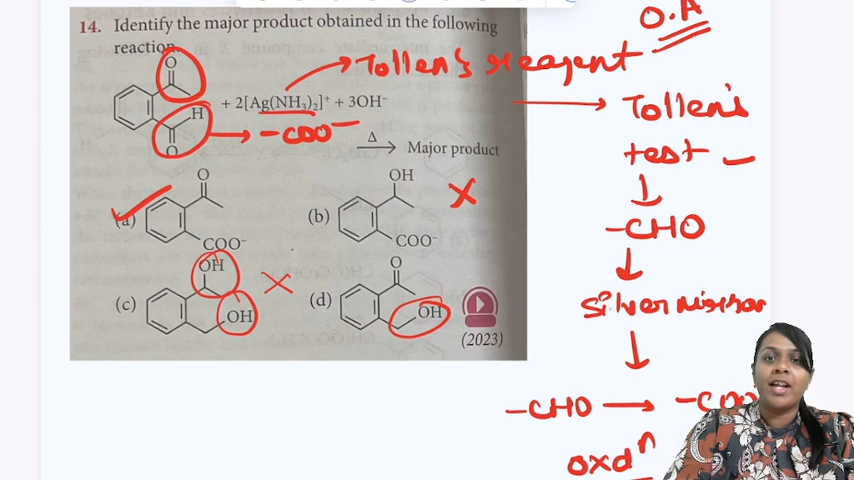 14. Identify the major product obtained in the following
reaction.
O
H
O
+ 2[Ag(NH₃)₂]⁺ + 3OH⁻
Δ
Major product
(a)
O
COO⁻
(b)
OH
COO⁻
(c)
OH
OH
(d)
O
OH
(2023)
Tollen's reagent
-COO⁻
O.A
Tollen's
test
-CHO
silver mirror
-CHO → -COO
oxdⁿ